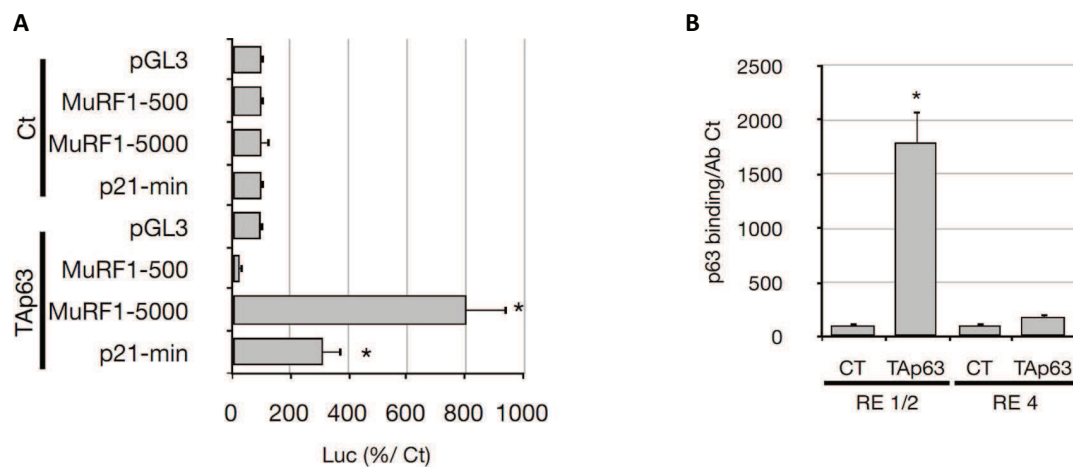 A
Ct
pGL3
MuRF1-500
MuRF1-5000
p21-min
TAp63
pGL3
MuRF1-500
MuRF1-5000 *
p21-min *
0 200 400 600 800 1000
Luc (%/ Ct)
B
p63 binding/Ab Ct
2500
2000
1500
1000
500
0
*
CT TAp63 CT TAp63
RE 1/2 RE 4